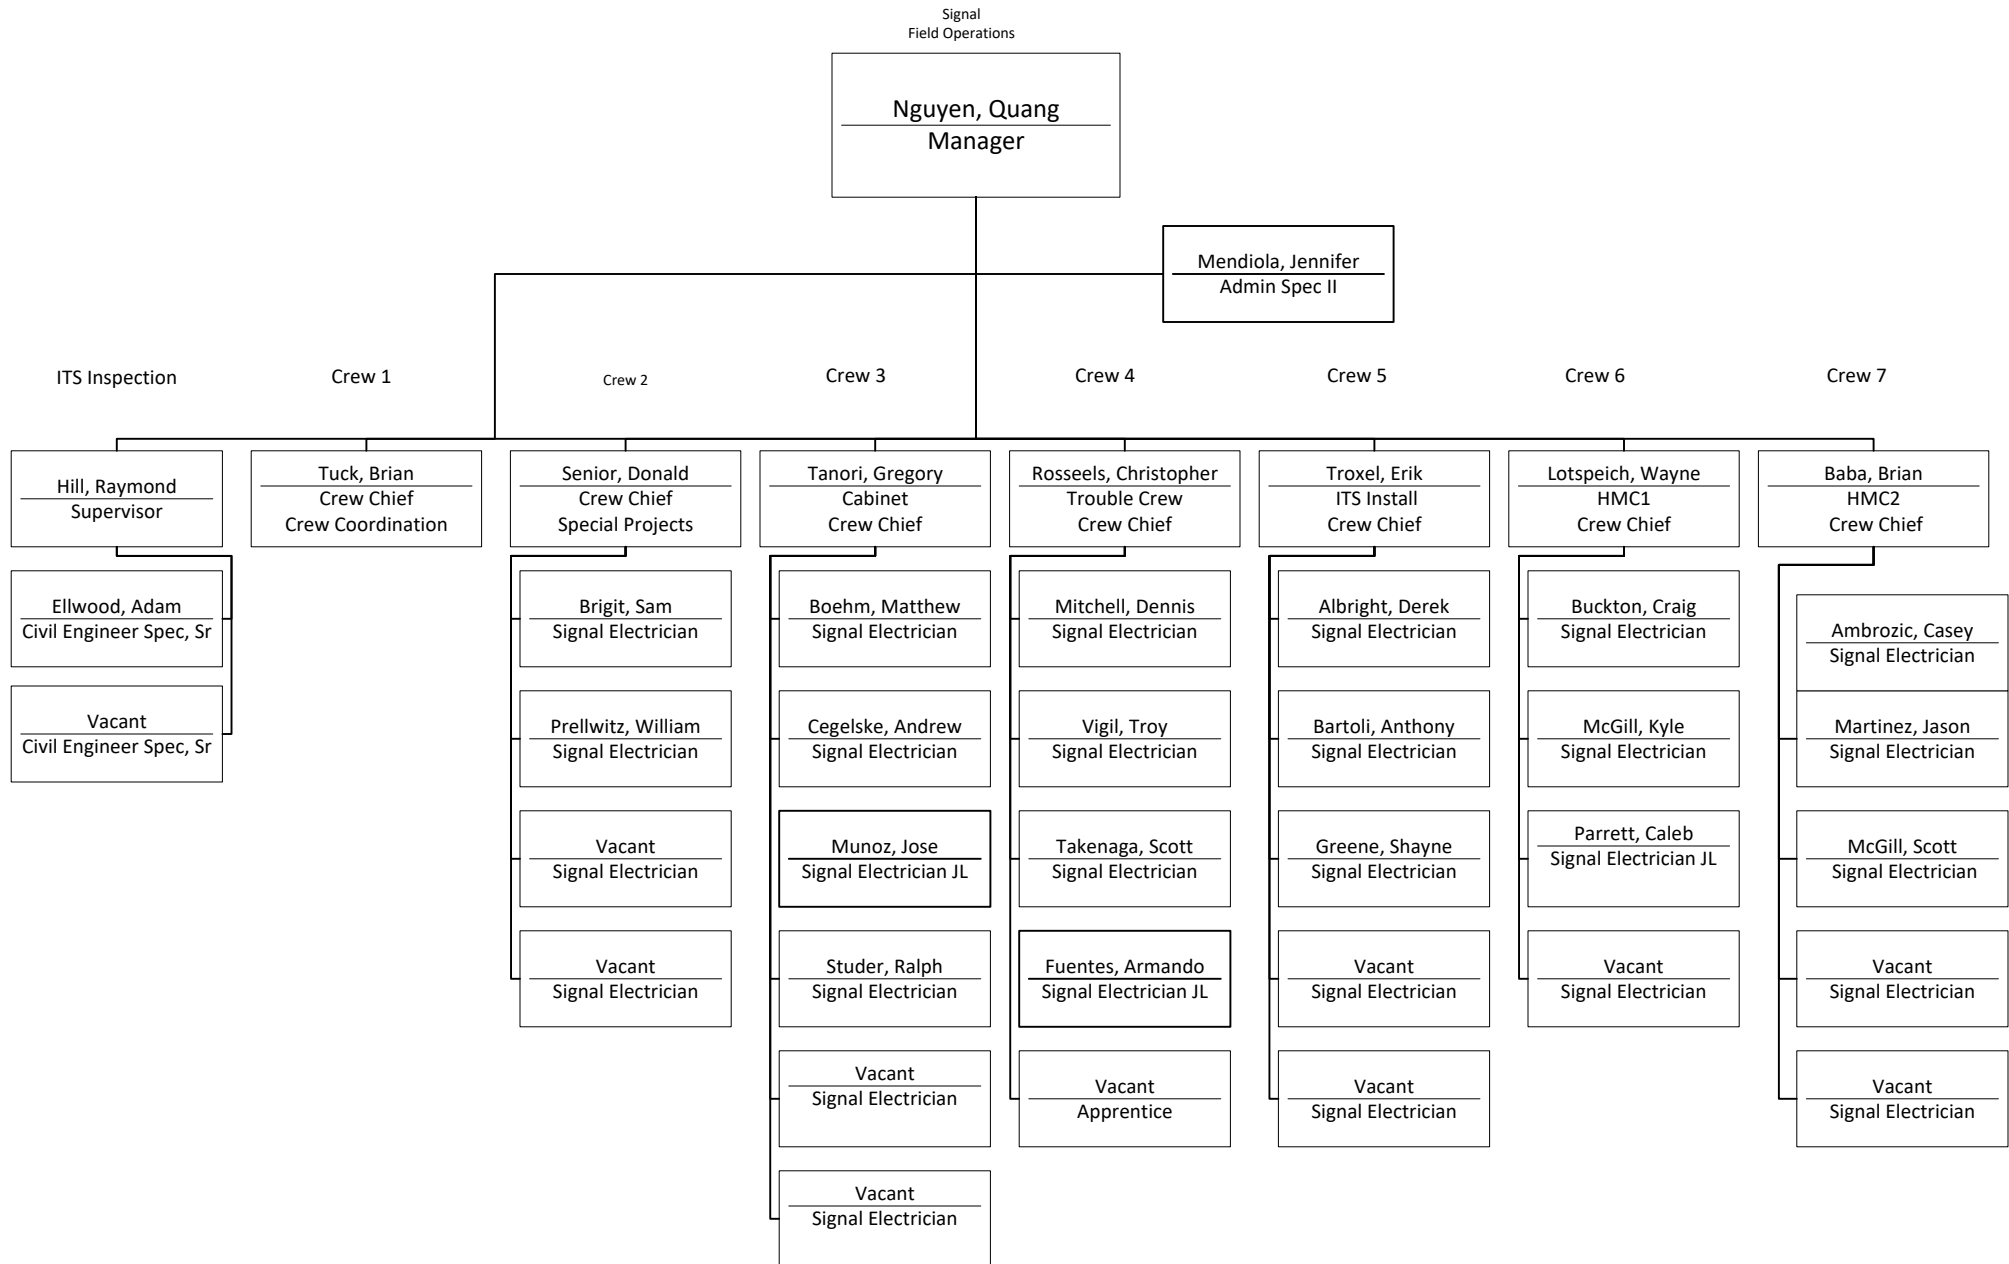 Signal
Field Operations
Nguyen, Quang
Manager
Mendiola, Jennifer
Admin Spec II
ITS Inspection
Crew 1
Crew 2
Crew 3
Crew 4
Crew 5
Crew 6
Crew 7
Hill, Raymond
Supervisor
Ellwood, Adam
Civil Engineer Spec, Sr
Vacant
Civil Engineer Spec, Sr
Tuck, Brian
Crew Chief
Crew Coordination
Senior, Donald
Crew Chief
Special Projects
Brigit, Sam
Signal Electrician
Prellwitz, William
Signal Electrician
Vacant
Signal Electrician
Vacant
Signal Electrician
Tanori, Gregory
Cabinet
Crew Chief
Boehm, Matthew
Signal Electrician
Cegelske, Andrew
Signal Electrician
Munoz, Jose
Signal Electrician JL
Studer, Ralph
Signal Electrician
Vacant
Signal Electrician
Vacant
Signal Electrician
Rosseels, Christopher
Trouble Crew
Crew Chief
Mitchell, Dennis
Signal Electrician
Vigil, Troy
Signal Electrician
Takenaga, Scott
Signal Electrician
Fuentes, Armando
Signal Electrician JL
Vacant
Apprentice
Troxel, Erik
ITS Install
Crew Chief
Albright, Derek
Signal Electrician
Bartoli, Anthony
Signal Electrician
Greene, Shayne
Signal Electrician
Vacant
Signal Electrician
Vacant
Signal Electrician
Lotspeich, Wayne
HMC1
Crew Chief
Buckton, Craig
Signal Electrician
McGill, Kyle
Signal Electrician
Parrett, Caleb
Signal Electrician JL
Vacant
Signal Electrician
Baba, Brian
HMC2
Crew Chief
Ambrozic, Casey
Signal Electrician
Martinez, Jason
Signal Electrician
McGill, Scott
Signal Electrician
Vacant
Signal Electrician
Vacant
Signal Electrician